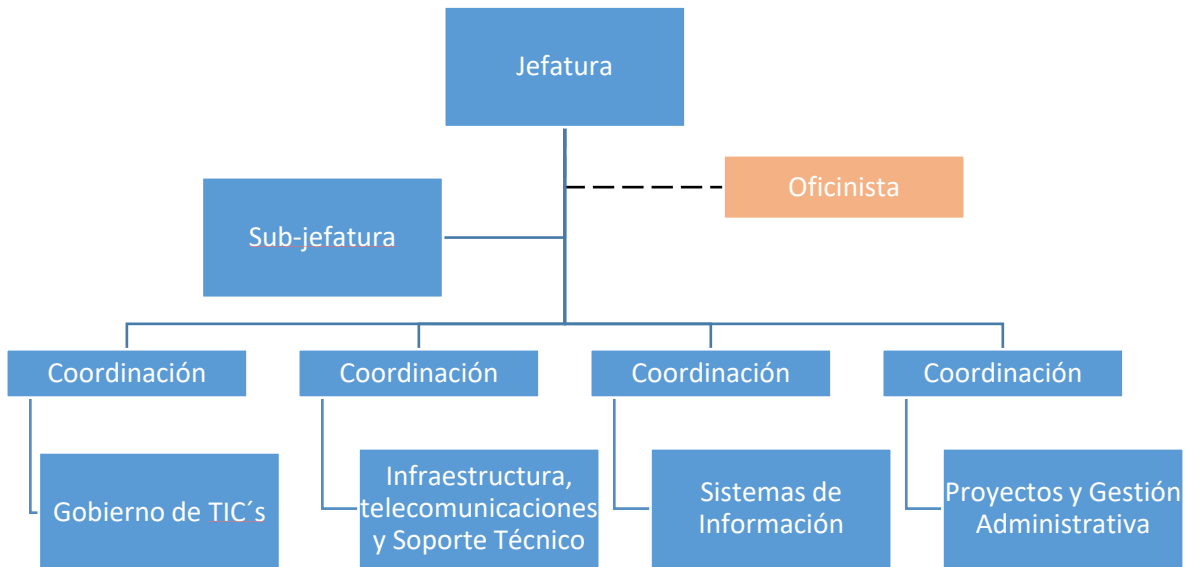 Jefatura
Oficinista
Sub-jefatura
Coordinación
Coordinación
Coordinación
Coordinación
Gobierno de TIC´s
Infraestructura,
telecomunicaciones
y Soporte Técnico
Sistemas de
Información
Proyectos y Gestión
Administrativa